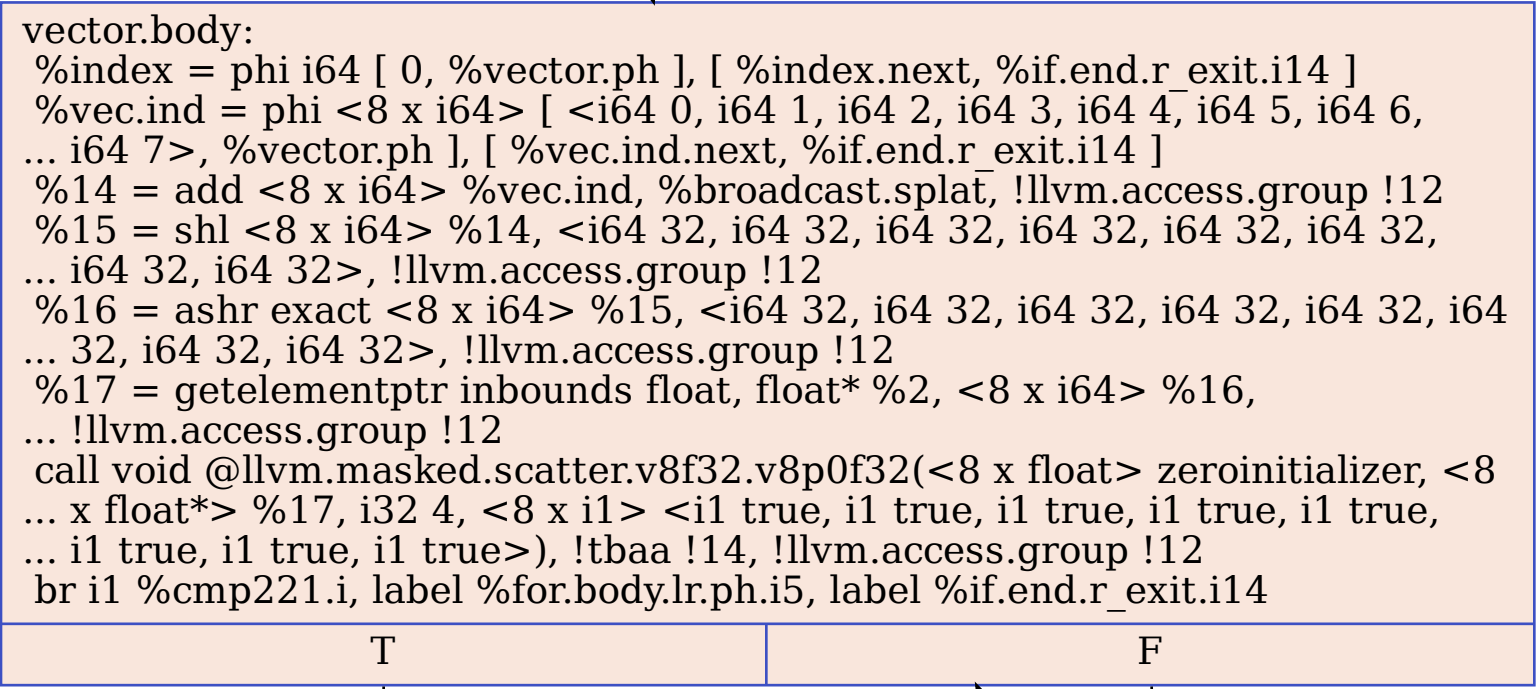 vector.body:
%index = phi i64 [ 0, %vector.ph ], [ %index.next, %if.end.r_exit.i14 ]
%vec.ind = phi <8 x i64> [ <i64 0, i64 1, i64 2, i64 3, i64 4, i64 5, i64 6,
... i64 7>, %vector.ph ], [ %vec.ind.next, %if.end.r_exit.i14 ]
%14 = add <8 x i64> %vec.ind, %broadcast.splat, !llvm.access.group !12
%15 = shl <8 x i64> %14, <i64 32, i64 32, i64 32, i64 32, i64 32, i64 32,
... i64 32, i64 32>, !llvm.access.group !12
%16 = ashr exact <8 x i64> %15, <i64 32, i64 32, i64 32, i64 32, i64 32, i64
... 32, i64 32, i64 32>, !llvm.access.group !12
%17 = getelementptr inbounds float, float* %2, <8 x i64> %16,
... !llvm.access.group !12
call void @llvm.masked.scatter.v8f32.v8p0f32(<8 x float> zeroinitializer, <8
... x float*> %17, i32 4, <8 x i1> <i1 true, i1 true, i1 true, i1 true, i1 true,
... i1 true, i1 true, i1 true>), !tbaa !14, !llvm.access.group !12
br i1 %cmp221.i, label %for.body.lr.ph.i5, label %if.end.r_exit.i14
T F